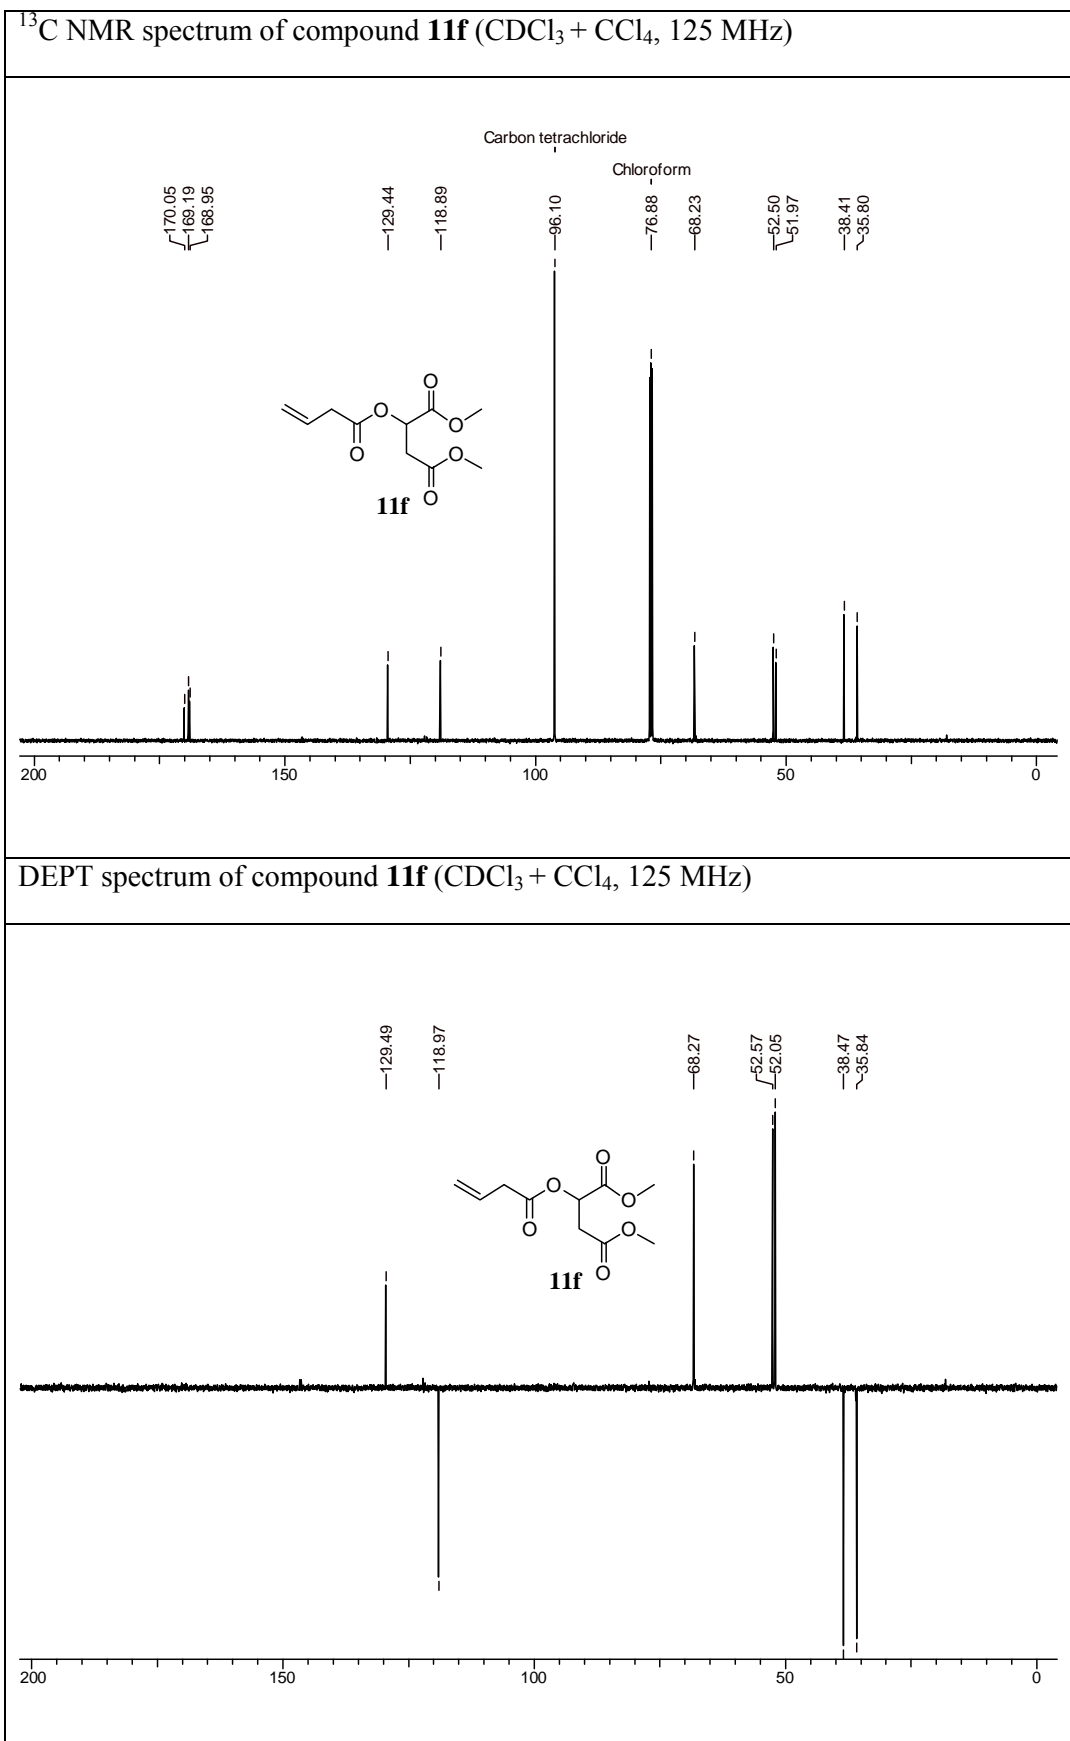 ¹³C NMR spectrum of compound 11f (CDCl₃ + CCl₄, 125 MHz)
Carbon tetrachloride
Chloroform
170.05
169.19
168.95
129.44
118.89
96.10
76.88
68.23
52.50
51.97
38.41
35.80
O
O
O
O
O
O
11f
200 150 100 50 0
DEPT spectrum of compound 11f (CDCl₃ + CCl₄, 125 MHz)
129.49
118.97
68.27
52.57
52.05
38.47
35.84
O
O
O
O
O
O
11f
200 150 100 50 0